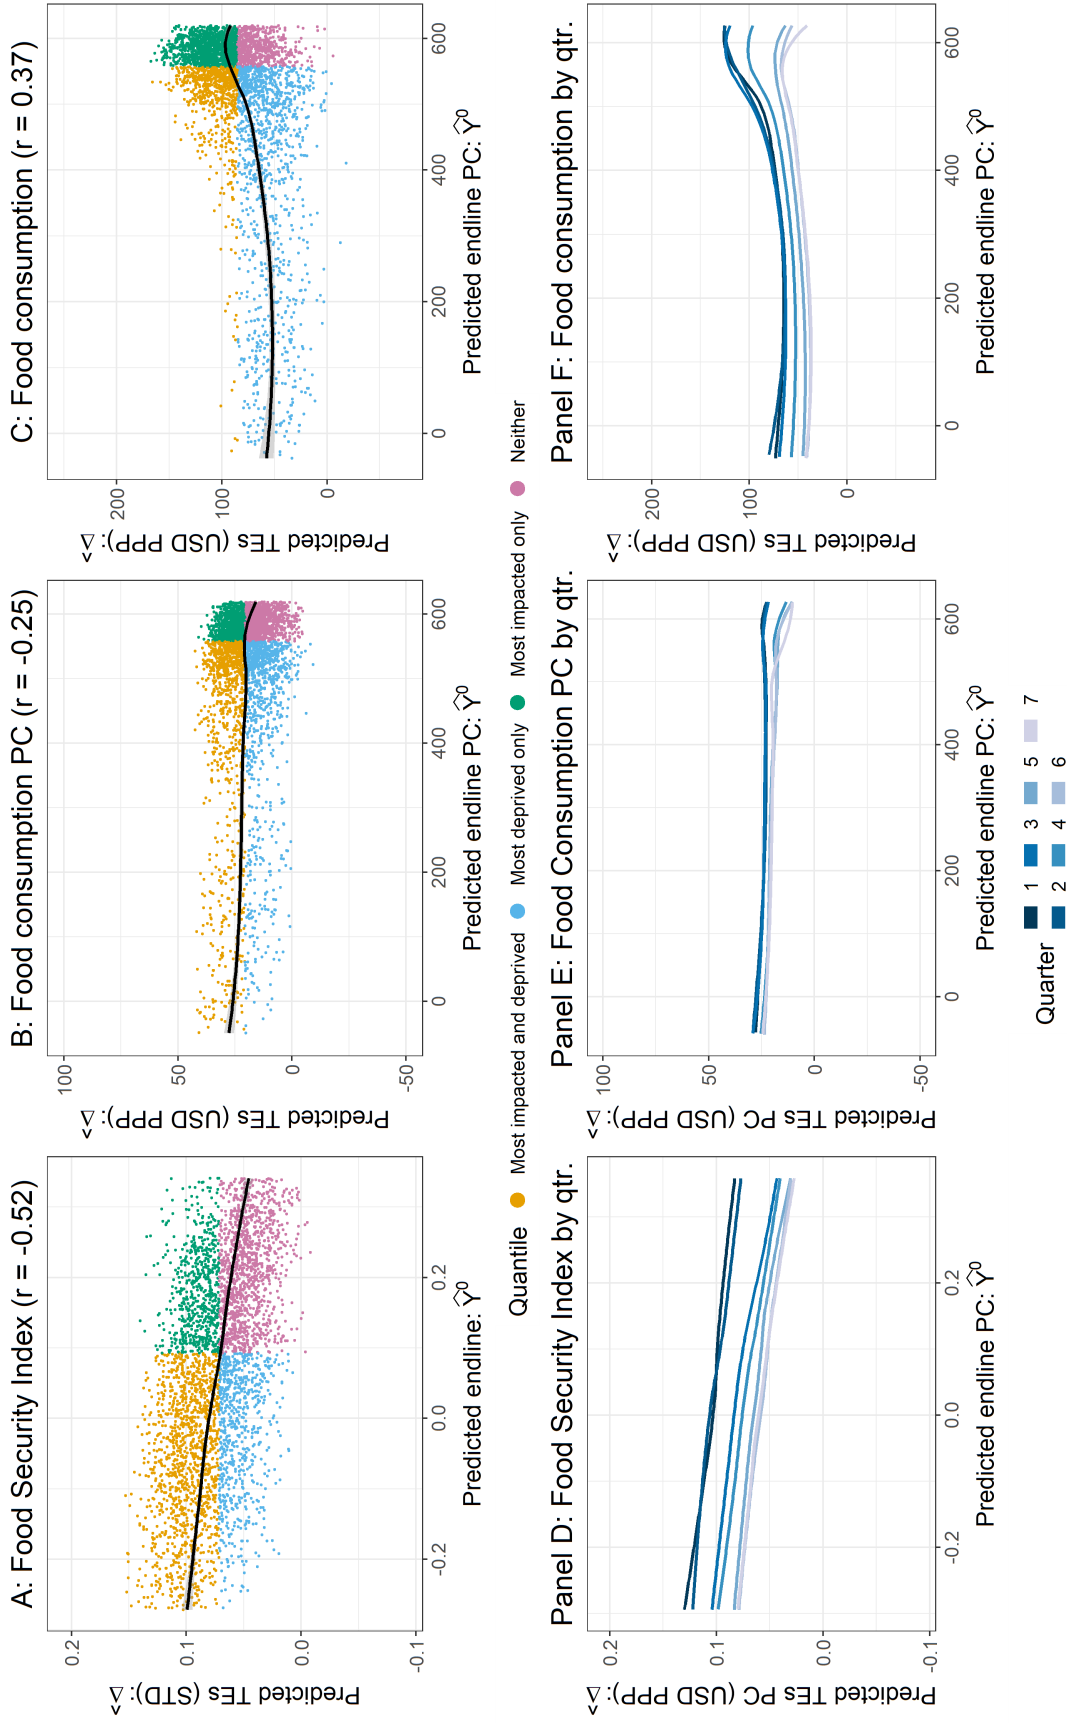 A: Food Security Index (r = -0.52)
Predicted TEs (STD): Δ̂
0.2
0.1
0.0
-0.1
-0.2
0.0
0.2
Predicted endline: Ŷ⁰
B: Food consumption PC (r = -0.25)
Predicted TEs (USD PPP): Δ̂
100
50
0
-50
0
200
400
600
Predicted endline PC: Ŷ⁰
C: Food consumption (r = 0.37)
Predicted TEs (USD PPP): Δ̂
200
100
0
0
200
400
600
Predicted endline PC: Ŷ⁰
Quantile Most impacted and deprived Most deprived only Most impacted only Neither
Panel D: Food Security Index by qtr.
Predicted TEs PC (USD PPP): Δ̂
0.2
0.1
0.0
-0.1
-0.2
0.0
0.2
Predicted endline PC: Ŷ⁰
Panel E: Food Consumption PC by qtr.
Predicted TEs PC (USD PPP): Δ̂
100
50
0
-50
0
200
400
600
Predicted endline PC: Ŷ⁰
Panel F: Food consumption by qtr.
Predicted TEs (USD PPP): Δ̂
200
100
0
0
200
400
600
Predicted endline PC: Ŷ⁰
Quarter
1 3 5 7
2 4 6